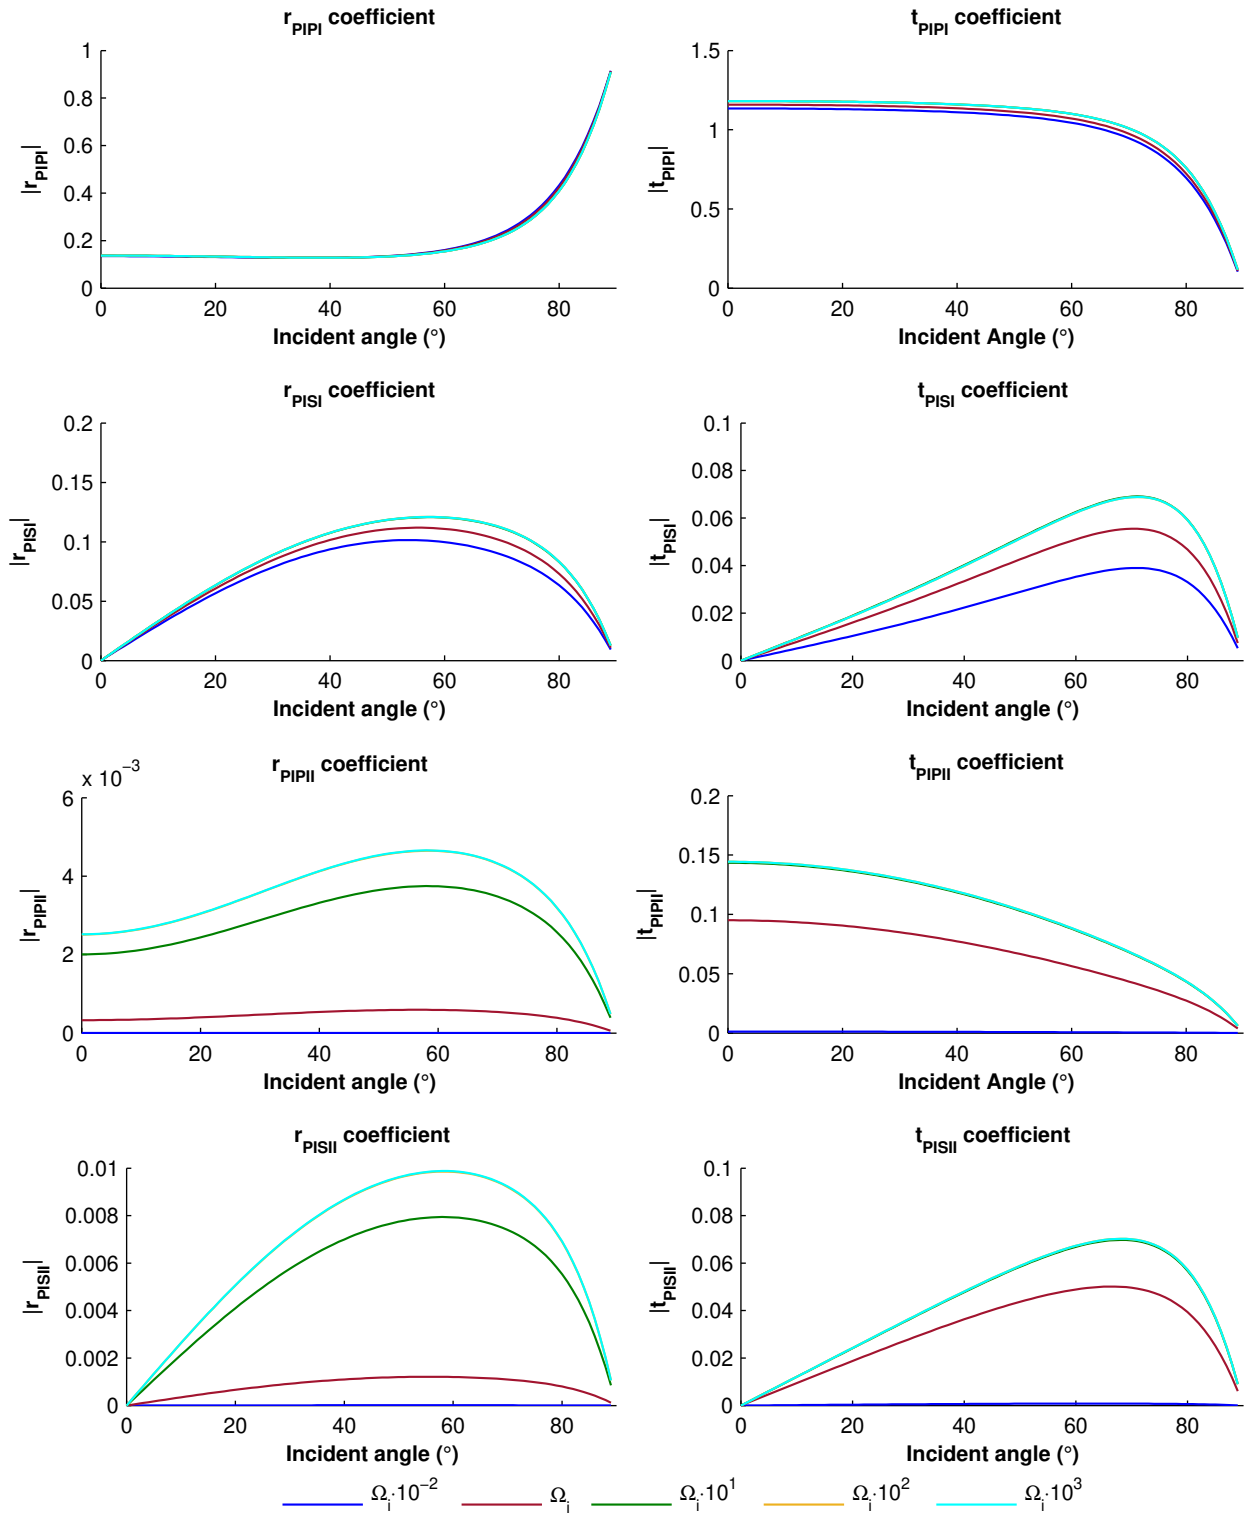 r_PIPI coefficient
1
0.8
0.6
0.4
0.2
0
|r_PIPI|
0 20 40 60 80
Incident angle (°)
t_PIPI coefficient
1.5
1
0.5
0
|t_PIPI|
0 20 40 60 80
Incident Angle (°)
r_PISI coefficient
0.2
0.15
0.1
0.05
0
|r_PISI|
0 20 40 60 80
Incident angle (°)
t_PISI coefficient
0.1
0.08
0.06
0.04
0.02
0
|t_PISI|
0 20 40 60 80
Incident Angle (°)
r_PIPII coefficient
x 10^−3
6
4
2
0
|r_PIPII|
0 20 40 60 80
Incident angle (°)
t_PIPII coefficient
0.2
0.15
0.1
0.05
0
|t_PIPII|
0 20 40 60 80
Incident Angle (°)
r_PISII coefficient
0.01
0.008
0.006
0.004
0.002
0
|r_PISII|
0 20 40 60 80
Incident angle (°)
t_PISII coefficient
0.1
0.08
0.06
0.04
0.02
0
|t_PISII|
0 20 40 60 80
Incident angle (°)
Ω_i·10^−2 Ω_i Ω_i·10^1 Ω_i·10^2 Ω_i·10^3